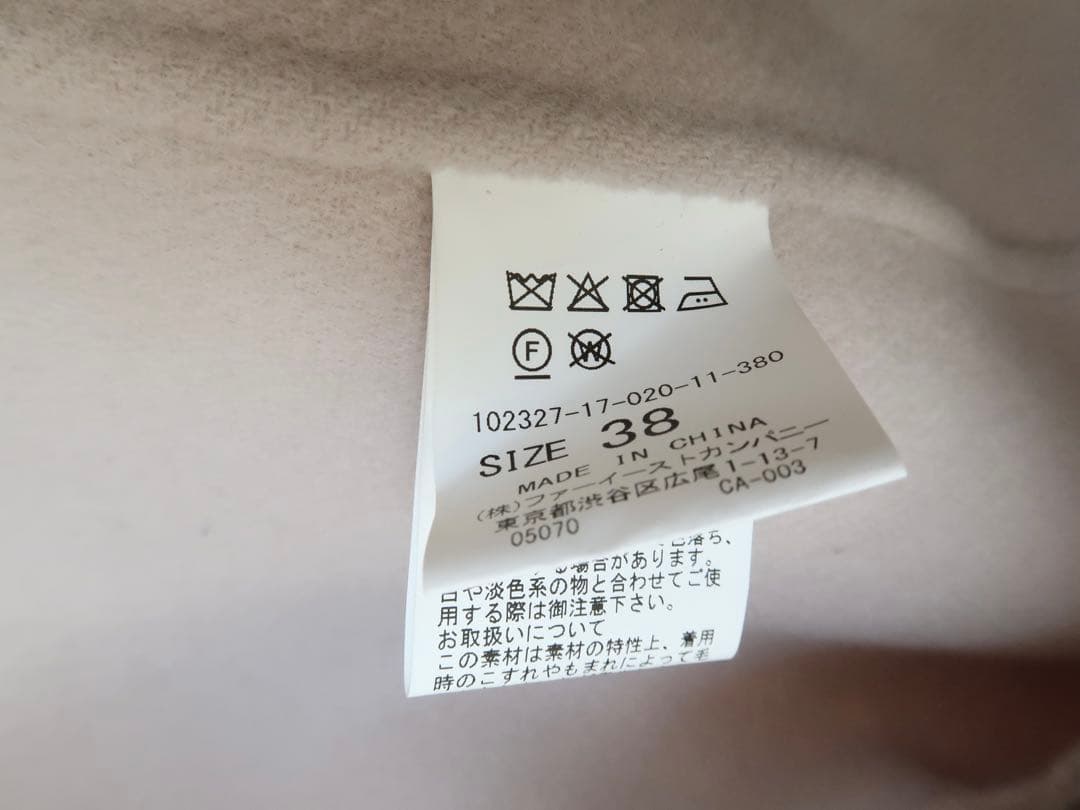 F W
102327-17-020-11-380
SIZE 38
MADE IN CHINA
(株)ファーイーストカンパニー
東京都渋谷区広尾1-13-7
05070 CA-003
色落ち、
場合があります。
白や淡色系の物と合わせてご使
用する際は御注意下さい。
お取扱いについて
この素材は素材の特性上、着用
時のこすれやもまれによって毛